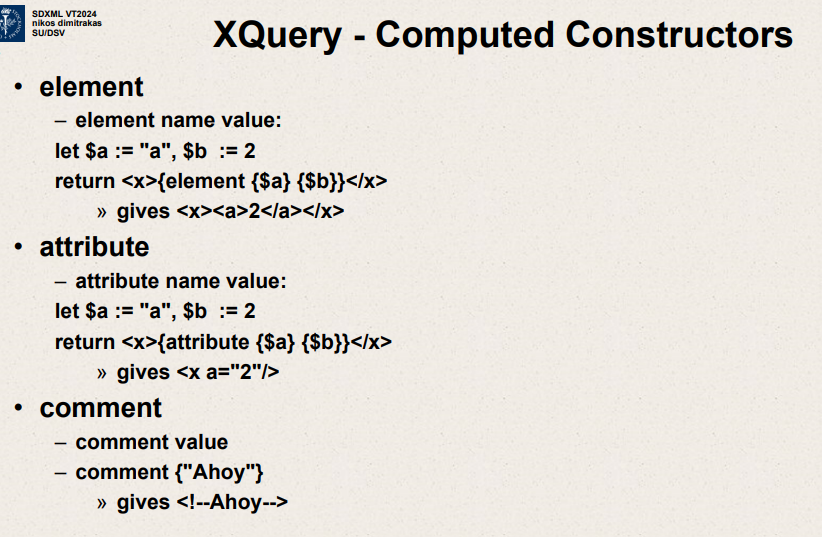 SDXML VT2024
nikos dimitrakas
SU/DSV
XQuery - Computed Constructors
• element
– element name value:
let $a := "a", $b := 2
return <x>{element {$a} {$b}}</x>
» gives <x><a>2</a></x>
• attribute
– attribute name value:
let $a := "a", $b := 2
return <x>{attribute {$a} {$b}}</x>
» gives <x a="2"/>
• comment
– comment value
– comment {"Ahoy"}
» gives <!--Ahoy-->